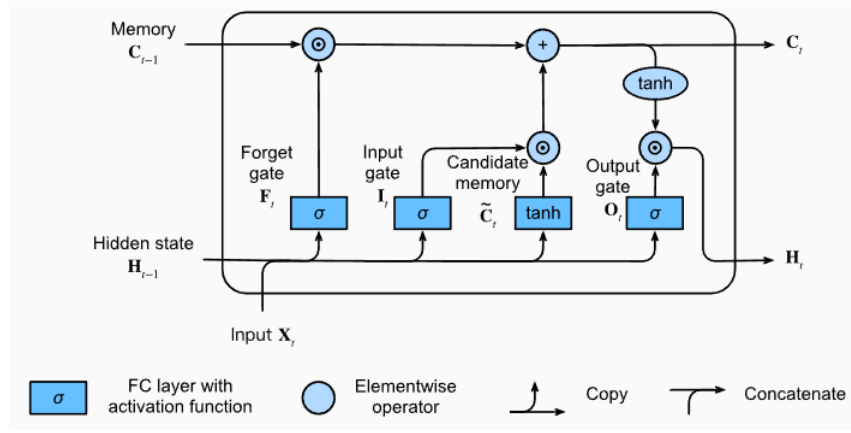 Memory
C_{t-1}
⊙
+
C_t
tanh
Forget
gate
F_t
σ
Input
gate
I_t
σ
⊙
Candidate
memory
C̃_t
tanh
⊙
Output
gate
O_t
σ
Hidden state
H_{t-1}
H_t
Input X_t
σ
FC layer with
activation function
Elementwise
operator
Copy
Concatenate